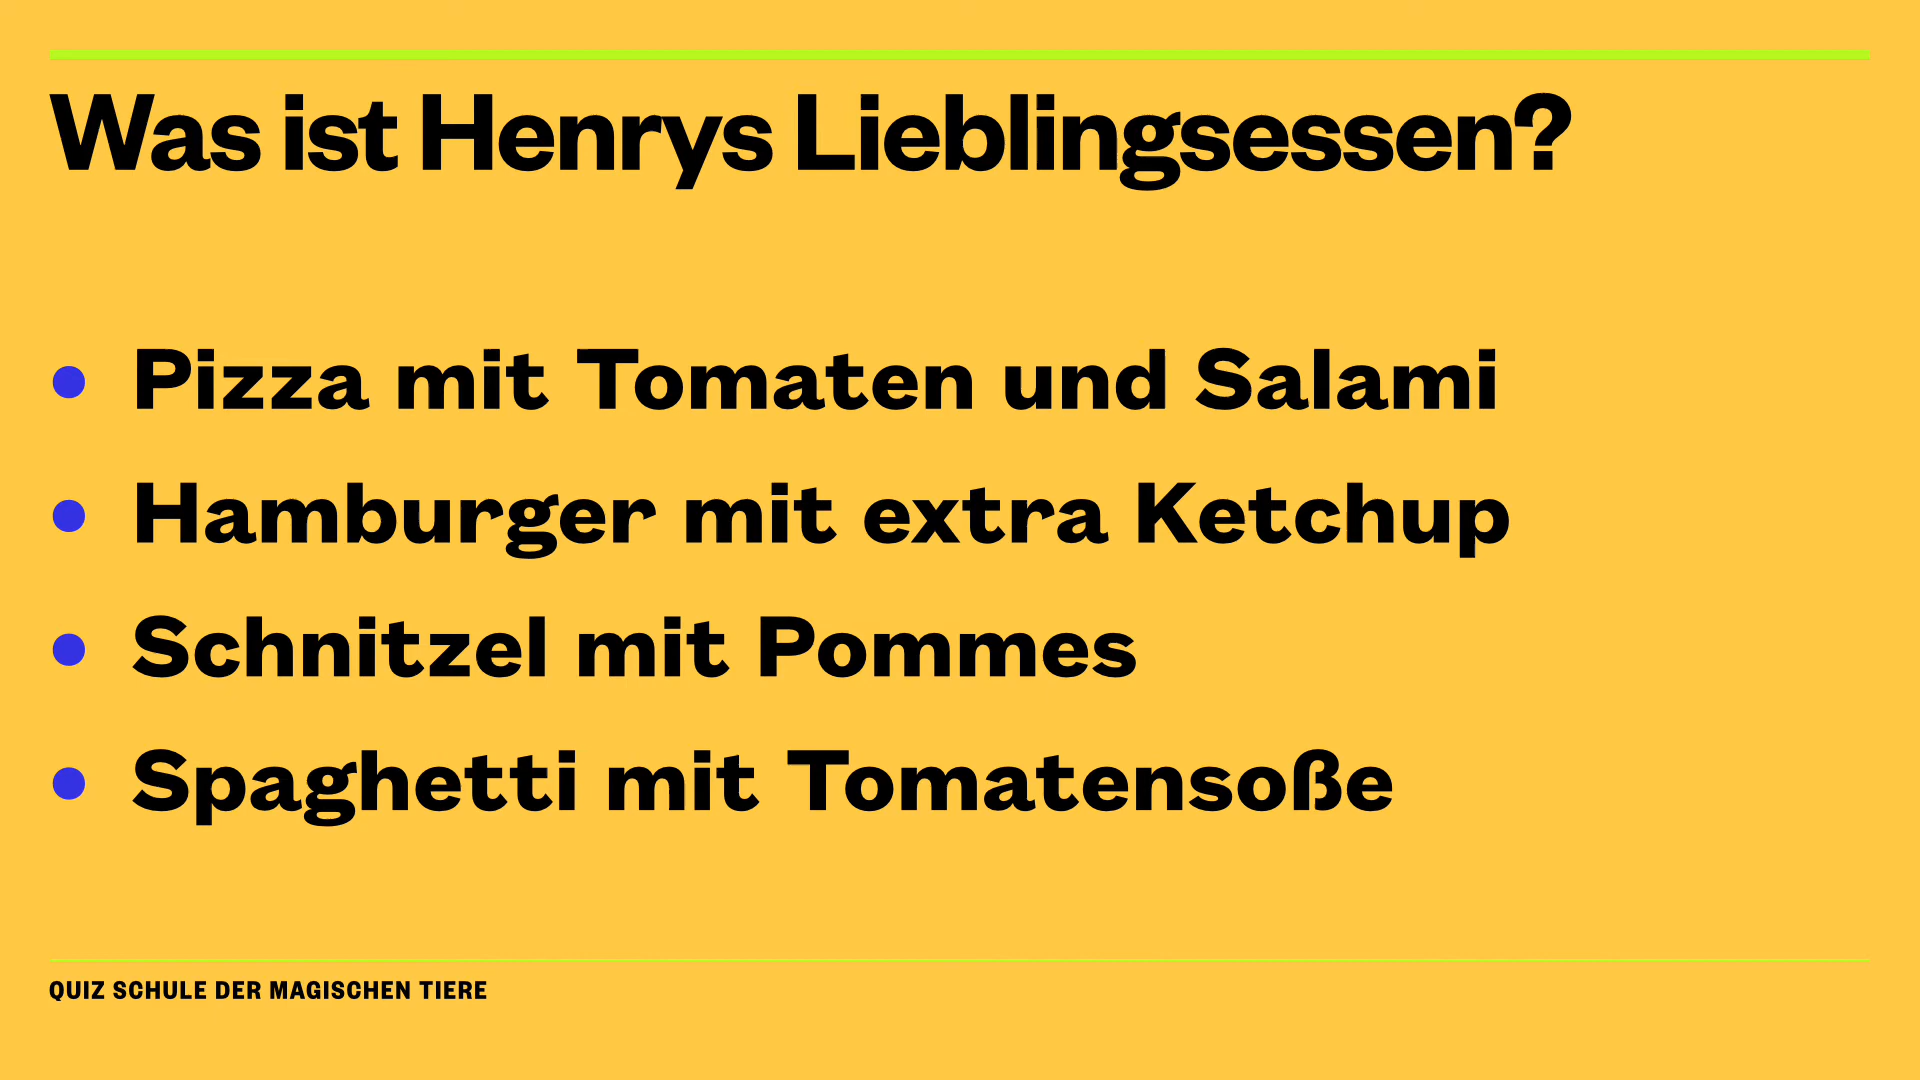 Was ist Henrys Lieblingsessen?
• Pizza mit Tomaten und Salami
• Hamburger mit extra Ketchup
• Schnitzel mit Pommes
• Spaghetti mit Tomatensoße
QUIZ SCHULE DER MAGISCHEN TIERE